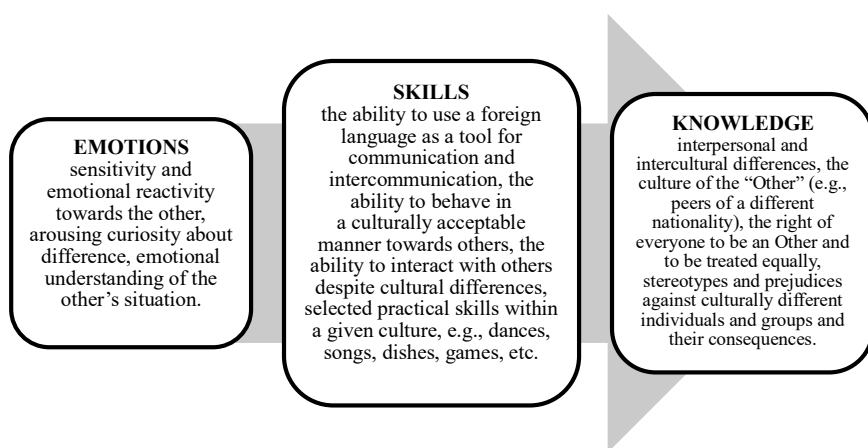 EMOTIONS
sensitivity and
emotional reactivity
towards the other,
arousing curiosity about
difference, emotional
understanding of the
other’s situation.
SKILLS
the ability to use a foreign
language as a tool for
communication and
intercommunication, the
ability to behave in
a culturally acceptable
manner towards others, the
ability to interact with others
despite cultural differences,
selected practical skills within
a given culture, e.g., dances,
songs, dishes, games, etc.
KNOWLEDGE
interpersonal and
intercultural differences, the
culture of the “Other” (e.g.,
peers of a different
nationality), the right of
everyone to be an Other and
to be treated equally,
stereotypes and prejudices
against culturally different
individuals and groups and
their consequences.